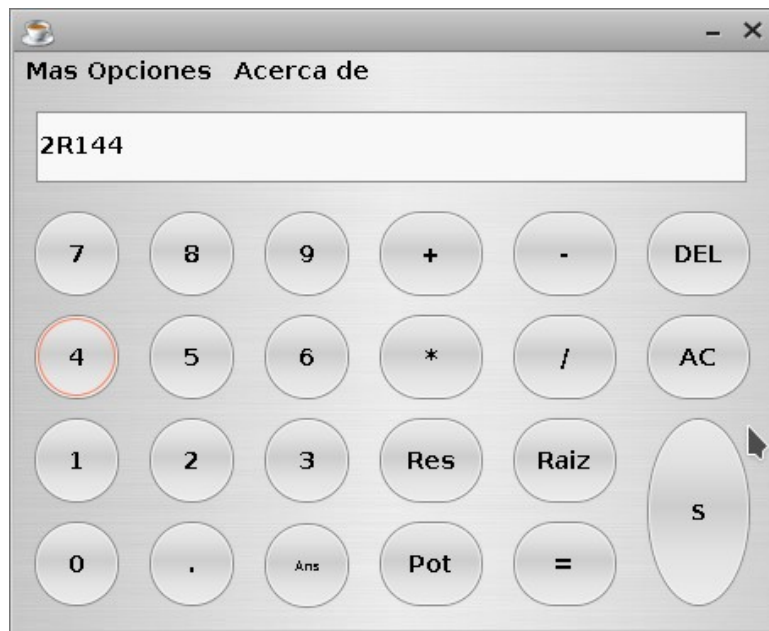 Mas Opciones Acerca de
2R144
7 8 9 + - DEL
4 5 6 * / AC
1 2 3 Res Raiz
S
0 . Ans Pot =